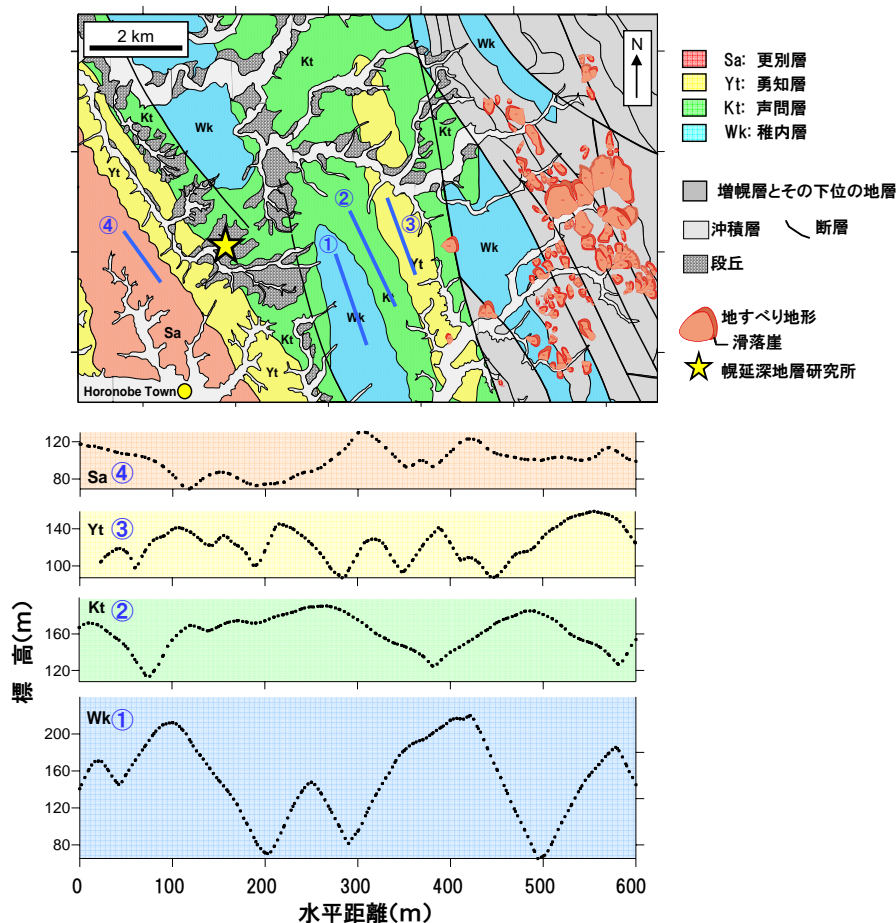 2 km
N
Kt
Wk
Kt
Wk
Kt
Yt
②
③
④
①
Wk
Yt
Kt
Wk
Sa
Kt
Yt
Horonobe Town
Sa: 更別層
Yt: 勇知層
Kt: 声問層
Wk: 稚内層
増幌層とその下位の地層
沖積層
断層
段丘
地すべり地形
滑落崖
幌延深地層研究所
120
80
Sa ④
140
100
Yt ③
160
120
Kt ②
200
160
120
80
Wk ①
標 高(m)
0 100 200 300 400 500 600
水平距離(m)